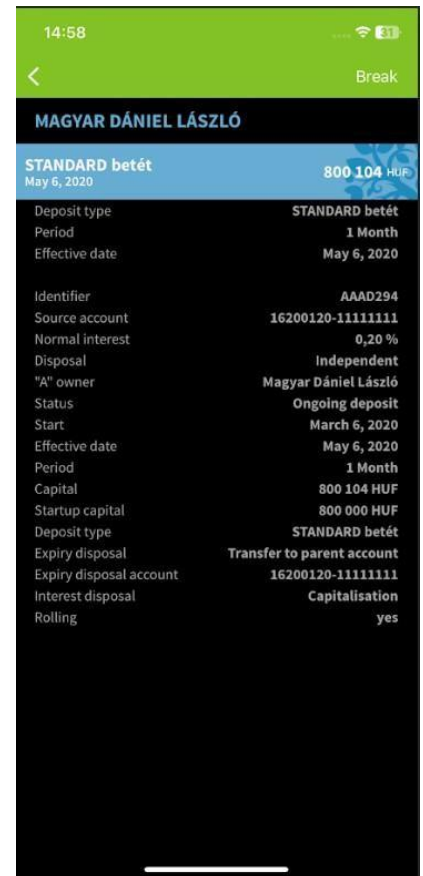 14:58
31
Break
MAGYAR DÁNIEL LÁSZLÓ
STANDARD betét
May 6, 2020
800 104 HUF
Deposit type STANDARD betét
Period 1 Month
Effective date May 6, 2020
Identifier AAAD294
Source account 16200120-11111111
Normal interest 0,20 %
Disposal Independent
"A" owner Magyar Dániel László
Status Ongoing deposit
Start March 6, 2020
Effective date May 6, 2020
Period 1 Month
Capital 800 104 HUF
Startup capital 800 000 HUF
Deposit type STANDARD betét
Expiry disposal Transfer to parent account
Expiry disposal account 16200120-11111111
Interest disposal Capitalisation
Rolling yes